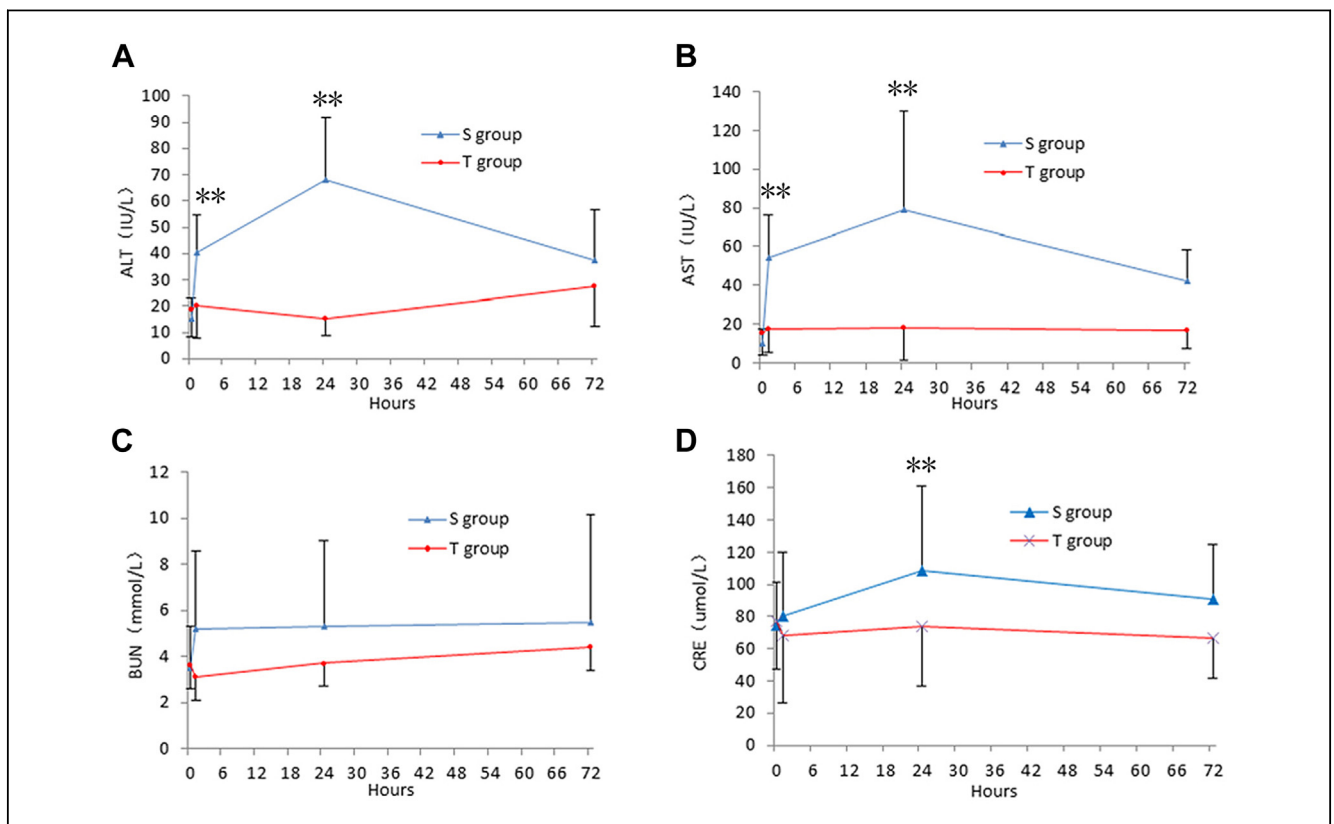 A
ALT (IU/L)
100
90
80
70
60
50
40
30
20
10
0
**
**
S group
T group
0 6 12 18 24 30 36 42 48 54 60 66 72
Hours
B
AST (IU/L)
140
120
100
80
60
40
20
0
**
**
S group
T group
0 6 12 18 24 30 36 42 48 54 60 66 72
Hours
C
BUN (mmol/L)
12
10
8
6
4
2
0
S group
T group
0 6 12 18 24 30 36 42 48 54 60 66 72
Hours
D
CRE (umol/L)
180
160
140
120
100
80
60
40
20
0
**
S group
T group
0 6 12 18 24 30 36 42 48 54 60 66 72
Hours